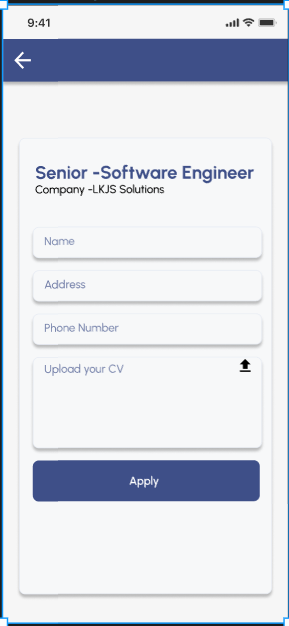 9:41
Senior -Software Engineer
Company -LKJS Solutions
Name
Address
Phone Number
Upload your CV
Apply